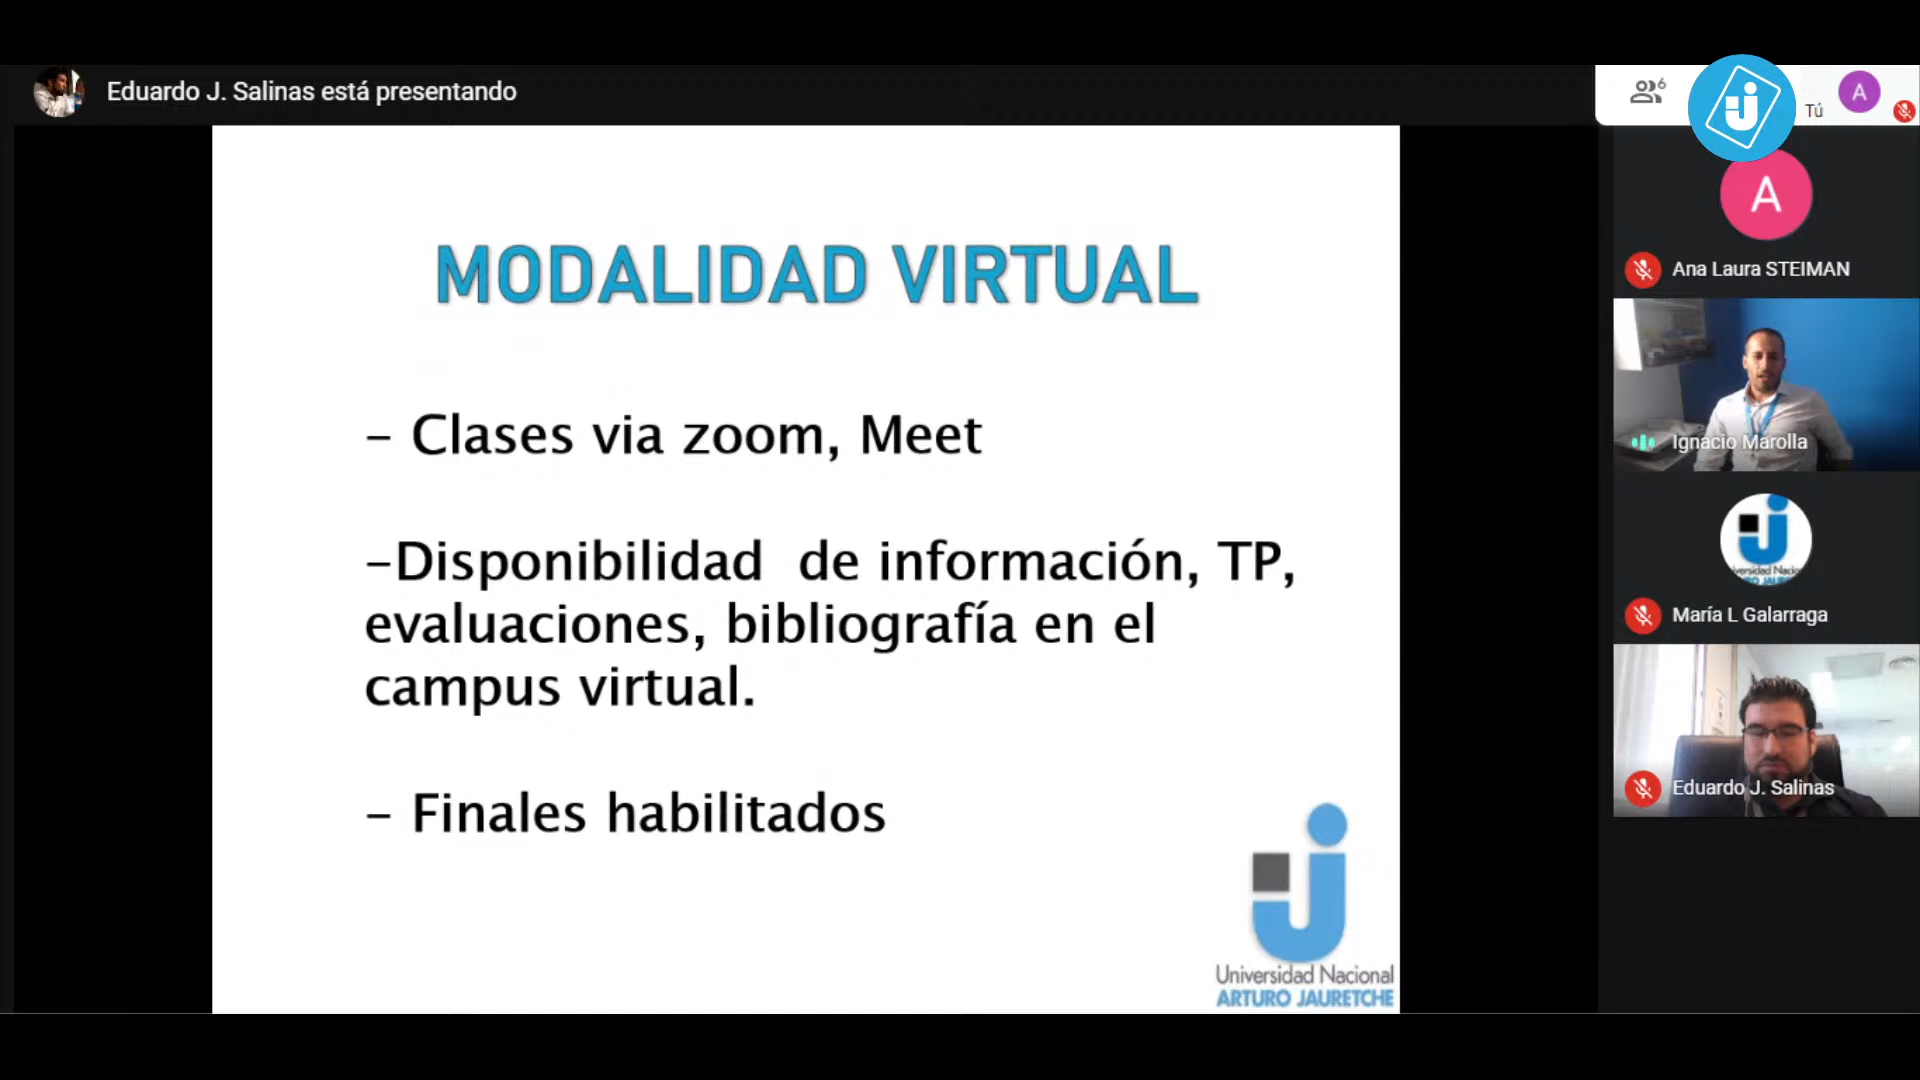 Eduardo J. Salinas está presentando
6
Tú
A
MODALIDAD VIRTUAL
- Clases via zoom, Meet
-Disponibilidad de información, TP,
evaluaciones, bibliografía en el
campus virtual.
- Finales habilitados
Universidad Nacional
ARTURO JAURETCHE
A
Ana Laura STEIMAN
Ignacio Marolla
María L Galarraga
Eduardo J. Salinas